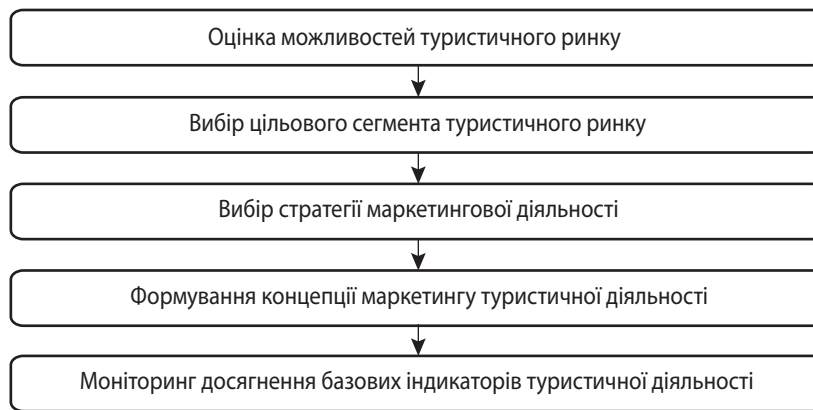 Оцінка можливостей туристичного ринку
Вибір цільового сегмента туристичного ринку
Вибір стратегії маркетингової діяльності
Формування концепції маркетингу туристичної діяльності
Моніторинг досягнення базових індикаторів туристичної діяльності